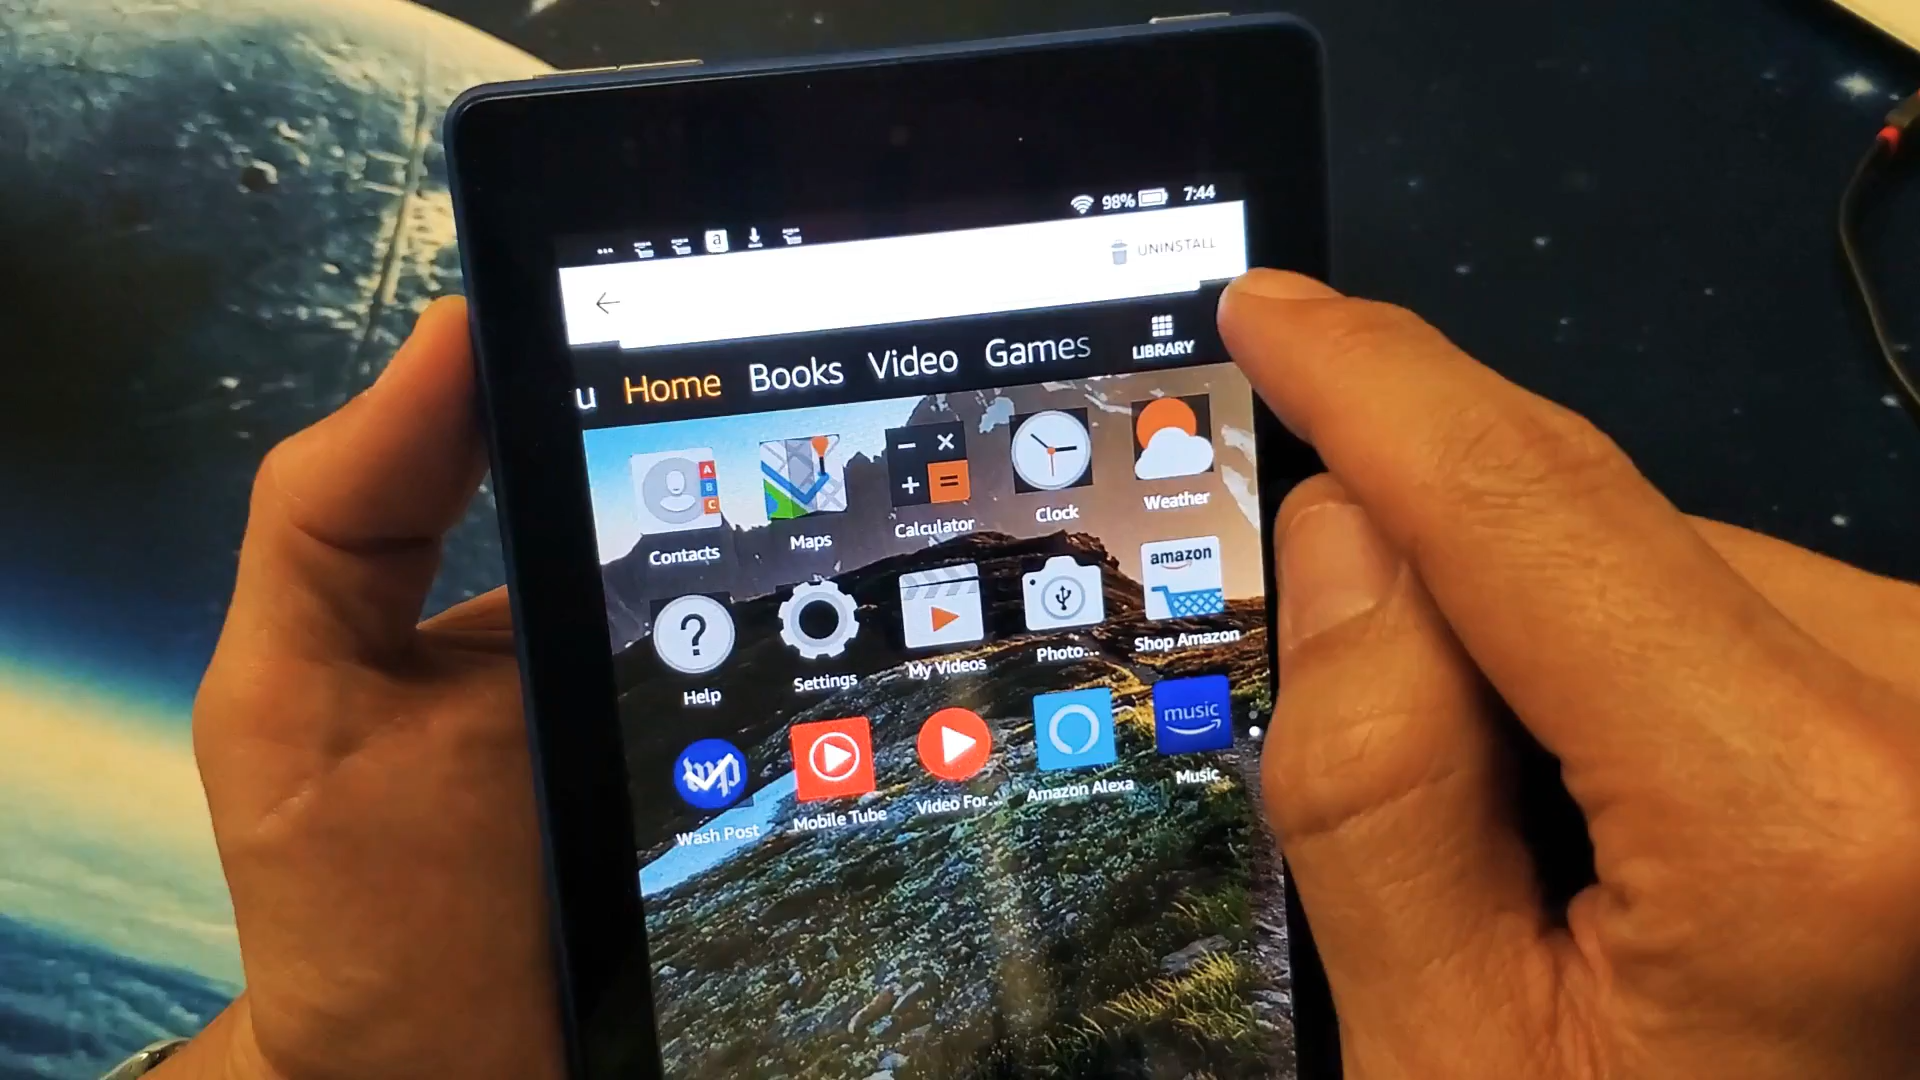 98% 7:44
a
UNINSTALL
u Home Books Video Games LIBRARY
A
B
C
Contacts Maps Calculator Clock Weather
amazon
Help Settings My Videos Photo... Shop Amazon
wp
music
Wash Post Mobile Tube Video For... Amazon Alexa Music